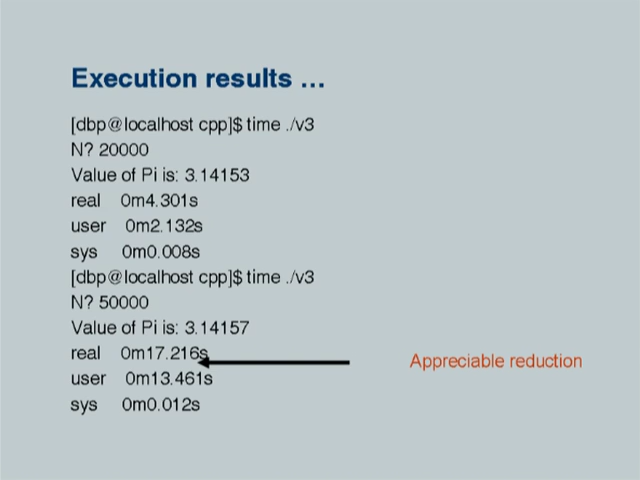 Execution results ...
[dbp@localhost cpp]$ time ./v3
N? 20000
Value of Pi is: 3.14153
real 0m4.301s
user 0m2.132s
sys 0m0.008s
[dbp@localhost cpp]$ time ./v3
N? 50000
Value of Pi is: 3.14157
real 0m17.216s
Appreciable reduction
user 0m13.461s
sys 0m0.012s